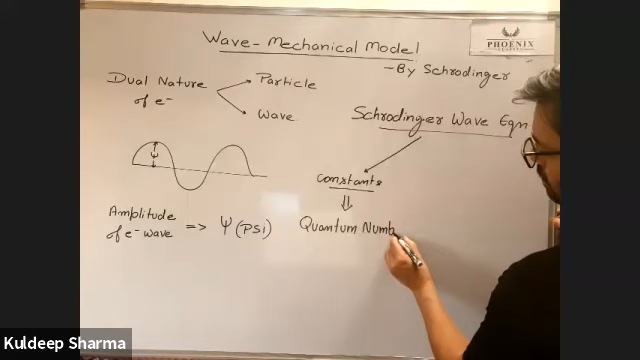 Wave-Mechanical Model
PHOENIX
-By Schrodinger
Dual Nature
of e-
Particle
Wave
Schrodinger Wave Eqn
ψ
Constants
Amplitude
of e- wave => ψ (PSi)
Quantum Numb
Kuldeep Sharma